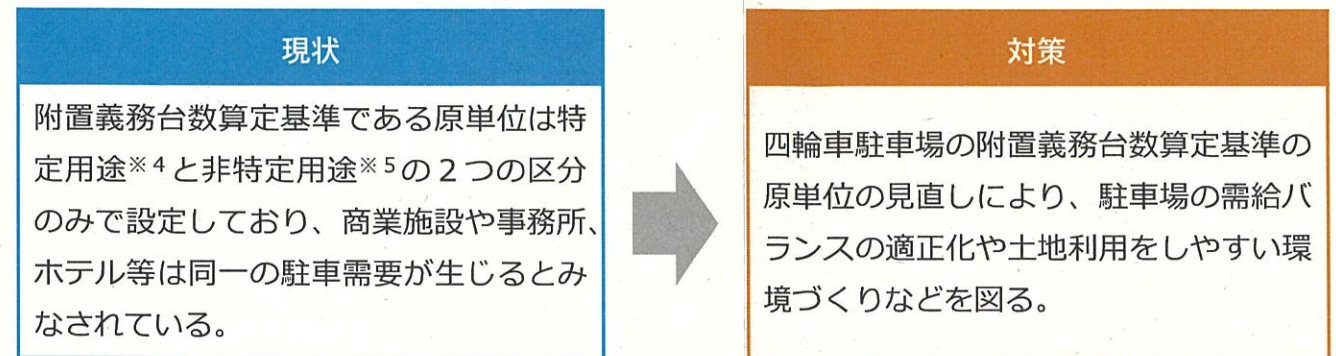 現状
附置義務台数算定基準である原単位は特
定用途※4と非特定用途※5の2つの区分
のみで設定しており、商業施設や事務所、
ホテル等は同一の駐車需要が生じるとみ
なされている。
対策
四輪車駐車場の附置義務台数算定基準の
原単位の見直しにより、駐車場の需給バ
ランスの適正化や土地利用をしやすい環
境づくりなどを図る。